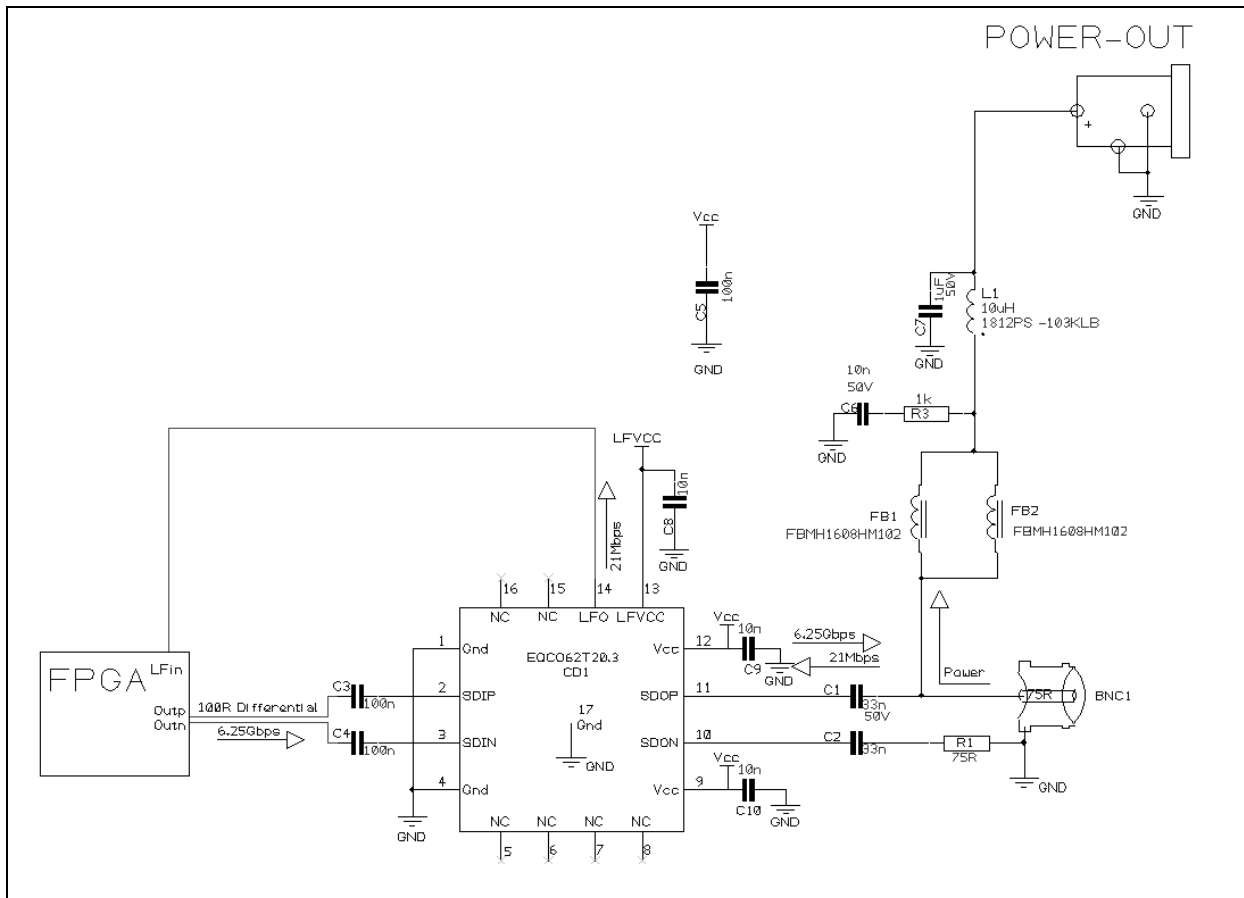 POWER-OUT
+
GND
Vcc
C5
100n
GND
C7
1uF
50V
GND
L1
10uH
1812PS -103KLB
10n
50V
C6
1k
R3
GND
LFVCC
10n
C8
GND
21Mbps
FB1
FBMH1608HM102
FB2
FBMH1608HM102
16
15
14
13
NC
NC
LFO
LFVCC
FPGA
LFin
Outp
Outn
100R Differential
6.25Gbps
C3
100n
C4
100n
1
Gnd
2
SDIP
3
SDIN
4
Gnd
GND
EQCO62T20.3
CD1
17
Gnd
GND
12
Vcc
11
SDOP
10
SDON
9
Vcc
NC
NC
NC
NC
5
6
7
8
Vcc
10n
C9
GND
6.25Gbps
21Mbps
Power
C1
33n
50V
C2
33n
R1
75R
75R
BNC1
GND
Vcc
10n
C10
GND